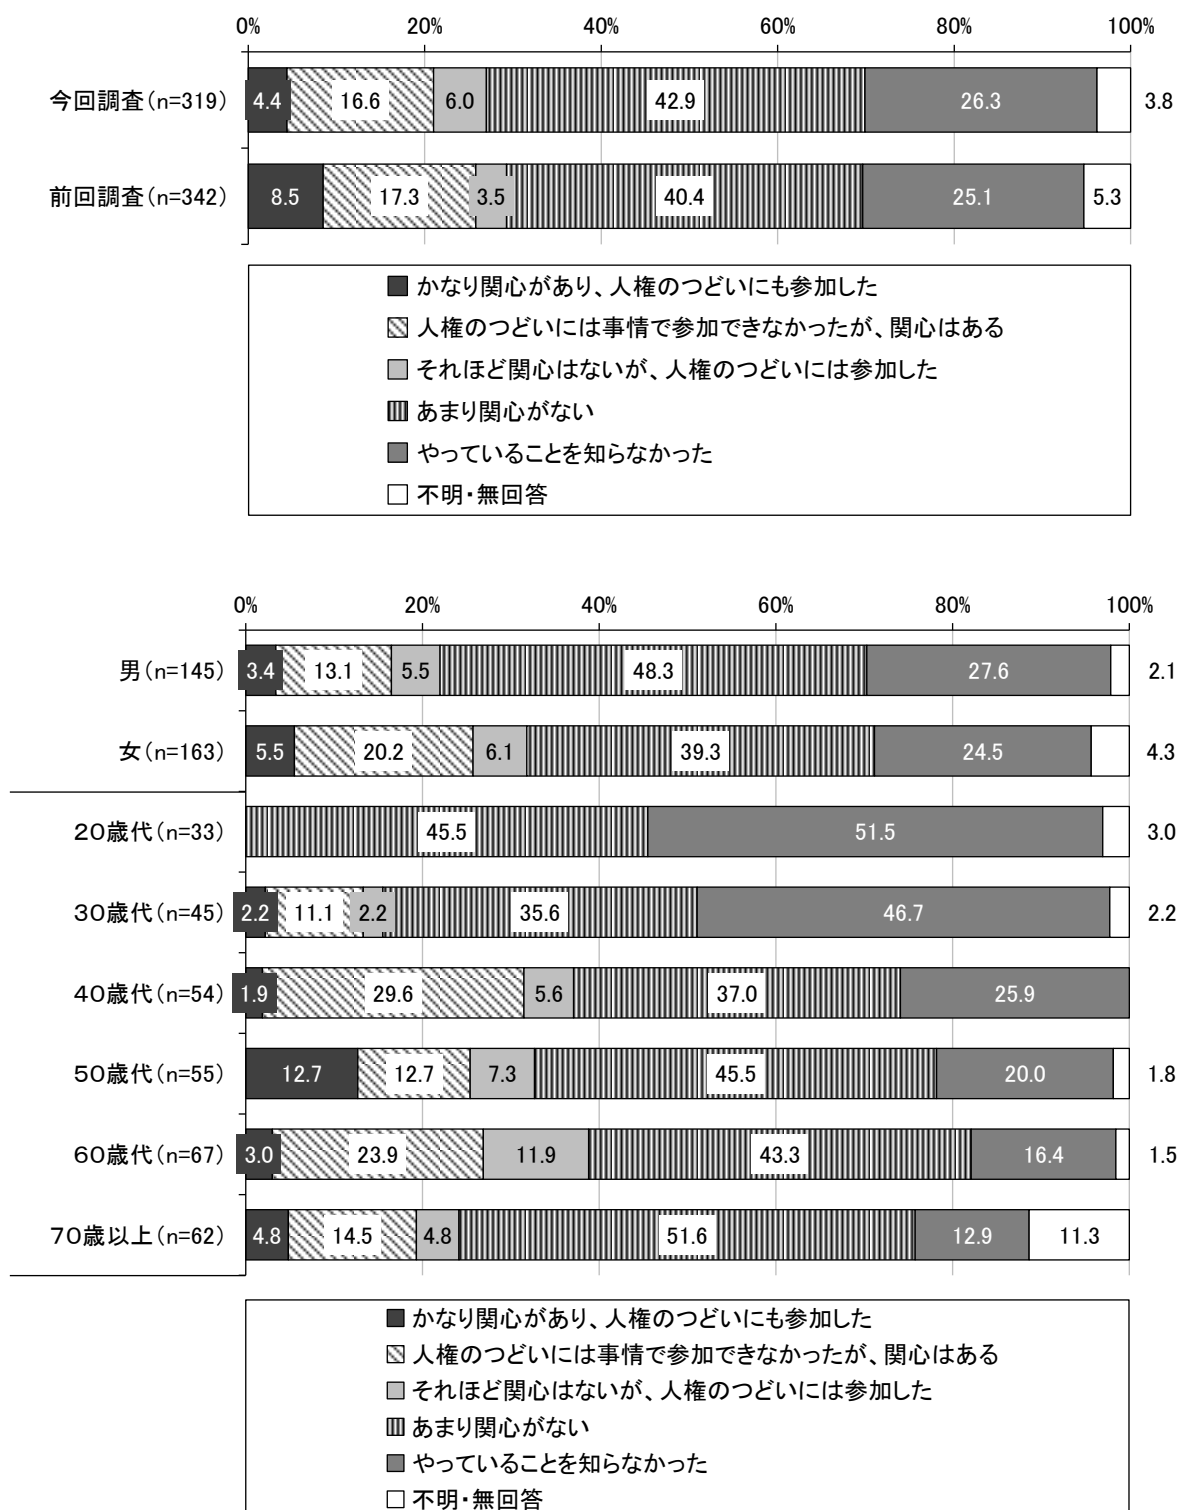 0% 20% 40% 60% 80% 100%
今回調査(n=319) 4.4 16.6 6.0 42.9 26.3 3.8
前回調査(n=342) 8.5 17.3 3.5 40.4 25.1 5.3
かなり関心があり、人権のつどいにも参加した
人権のつどいには事情で参加できなかったが、関心はある
それほど関心はないが、人権のつどいには参加した
あまり関心がない
やっていることを知らなかった
不明・無回答
0% 20% 40% 60% 80% 100%
男(n=145) 3.4 13.1 5.5 48.3 27.6 2.1
女(n=163) 5.5 20.2 6.1 39.3 24.5 4.3
20歳代(n=33) 45.5 51.5 3.0
30歳代(n=45) 2.2 11.1 2.2 35.6 46.7 2.2
40歳代(n=54) 1.9 29.6 5.6 37.0 25.9
50歳代(n=55) 12.7 12.7 7.3 45.5 20.0 1.8
60歳代(n=67) 3.0 23.9 11.9 43.3 16.4 1.5
70歳以上(n=62) 4.8 14.5 4.8 51.6 12.9 11.3
かなり関心があり、人権のつどいにも参加した
人権のつどいには事情で参加できなかったが、関心はある
それほど関心はないが、人権のつどいには参加した
あまり関心がない
やっていることを知らなかった
不明・無回答